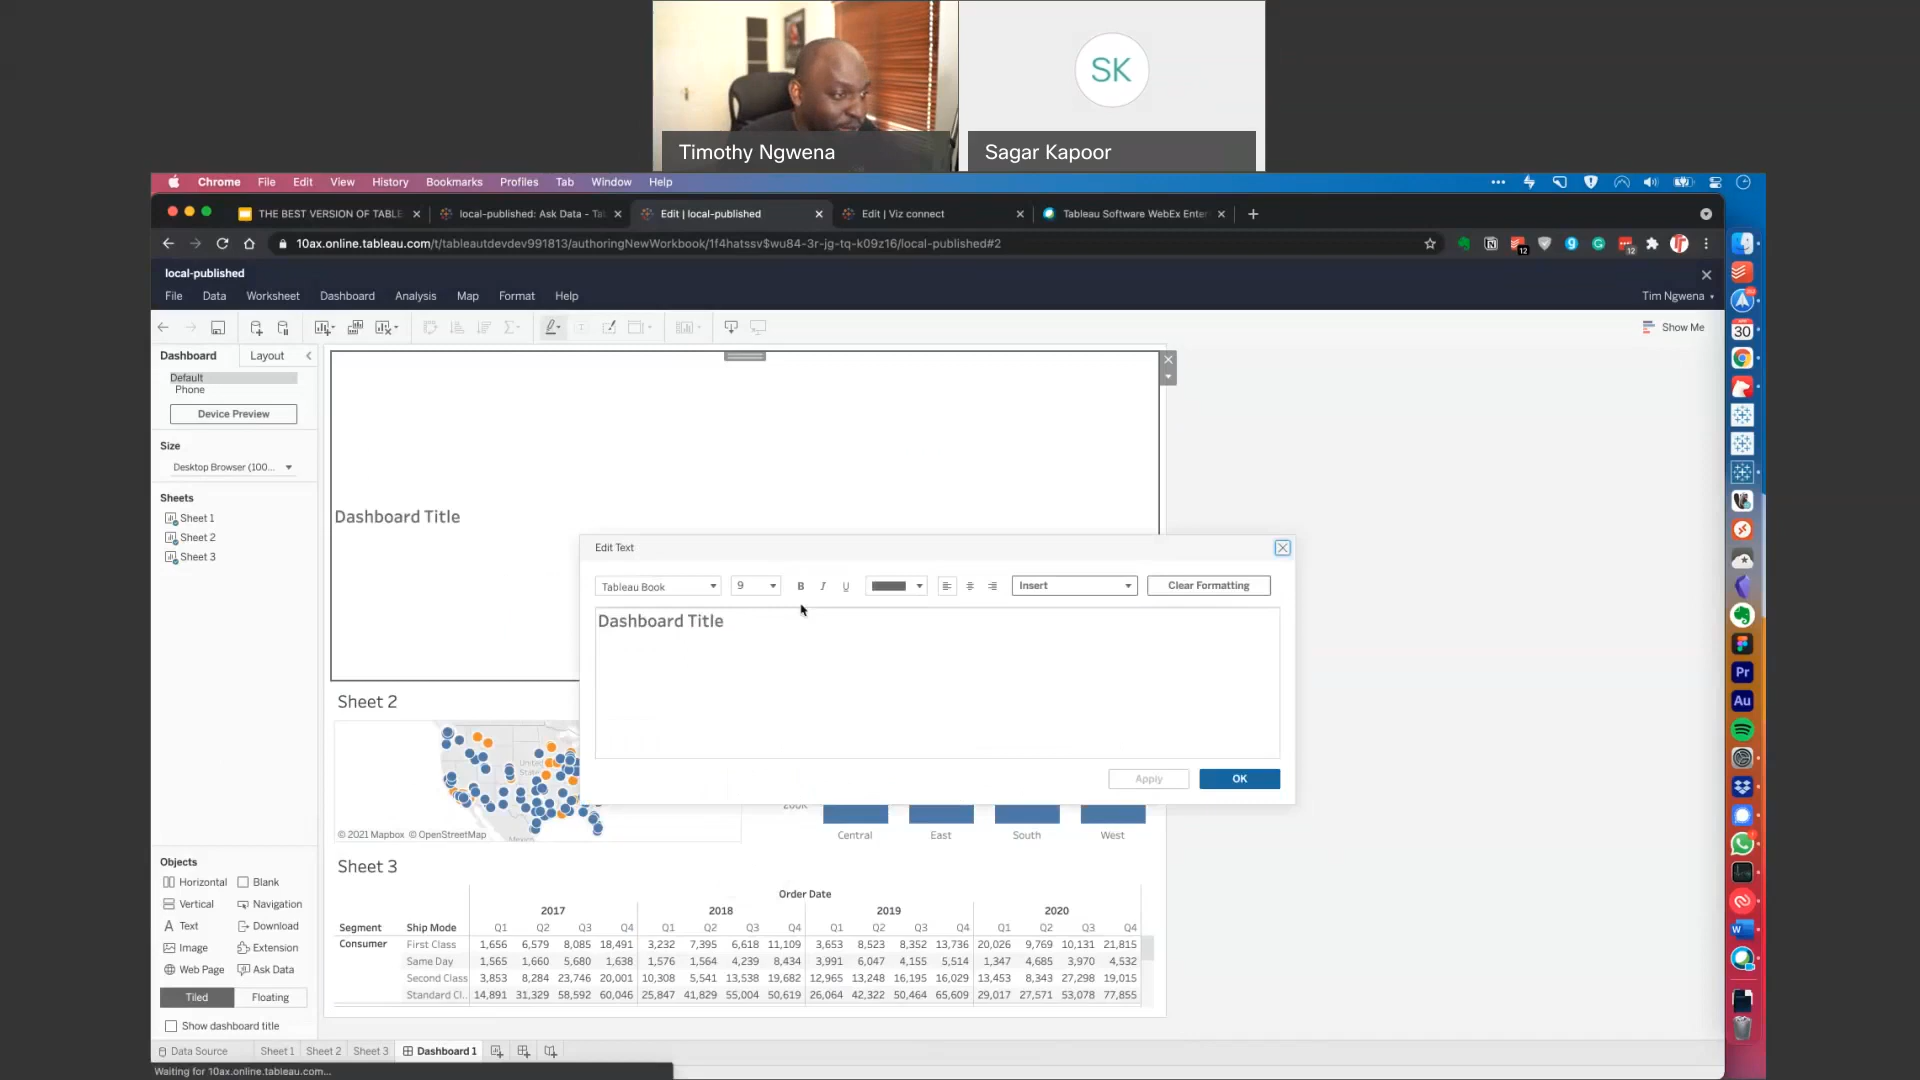 SK
Timothy Ngwena
Sagar Kapoor
Chrome File Edit View History Bookmarks Profiles Tab Window Help
THE BEST VERSION OF TABLE
local-published: Ask Data - Ta
Edit | local-published
Edit | Viz connect
Tableau Software WebEx Enter
10ax.online.tableau.com/t/tableautdevdev991813/authoringNewWorkbook/1f4hatssv$wu84-3r-jg-tq-k09z16/local-published#2
local-published
File Data Worksheet Dashboard Analysis Map Format Help
Tim Ngwena
Show Me
Dashboard Layout
Default
Phone
Device Preview
Size
Desktop Browser (100...
Sheets
Sheet 1
Sheet 2
Sheet 3
Dashboard Title
Edit Text
Tableau Book 9 B I U Insert Clear Formatting
Dashboard Title
Apply OK
Sheet 2
© 2021 Mapbox © OpenStreetMap
Central East South West
Sheet 3
Order Date
2017 2018 2019 2020
Segment Ship Mode Q1 Q2 Q3 Q4 Q1 Q2 Q3 Q4 Q1 Q2 Q3 Q4 Q1 Q2 Q3 Q4
Consumer First Class 1,656 6,579 8,085 18,491 3,232 7,395 6,618 11,109 3,653 8,523 8,352 13,736 20,026 9,769 10,131 21,815
Same Day 1,565 1,660 5,680 1,638 1,576 1,564 4,239 8,434 3,991 6,047 4,155 5,514 1,347 4,685 3,970 4,532
Second Class 3,853 8,284 23,746 20,001 10,308 5,541 13,538 19,682 12,965 13,248 16,195 16,029 13,453 8,343 27,298 19,015
Standard Cl.. 14,891 31,329 58,592 60,046 25,847 41,829 55,004 50,619 26,064 42,322 50,464 65,609 29,017 27,571 53,078 77,855
Objects
Horizontal Blank
Vertical Navigation
Text Download
Image Extension
Web Page Ask Data
Tiled Floating
Show dashboard title
Data Source Sheet 1 Sheet 2 Sheet 3 Dashboard 1
Waiting for 10ax.online.tableau.com...
30
Pr
Au
W